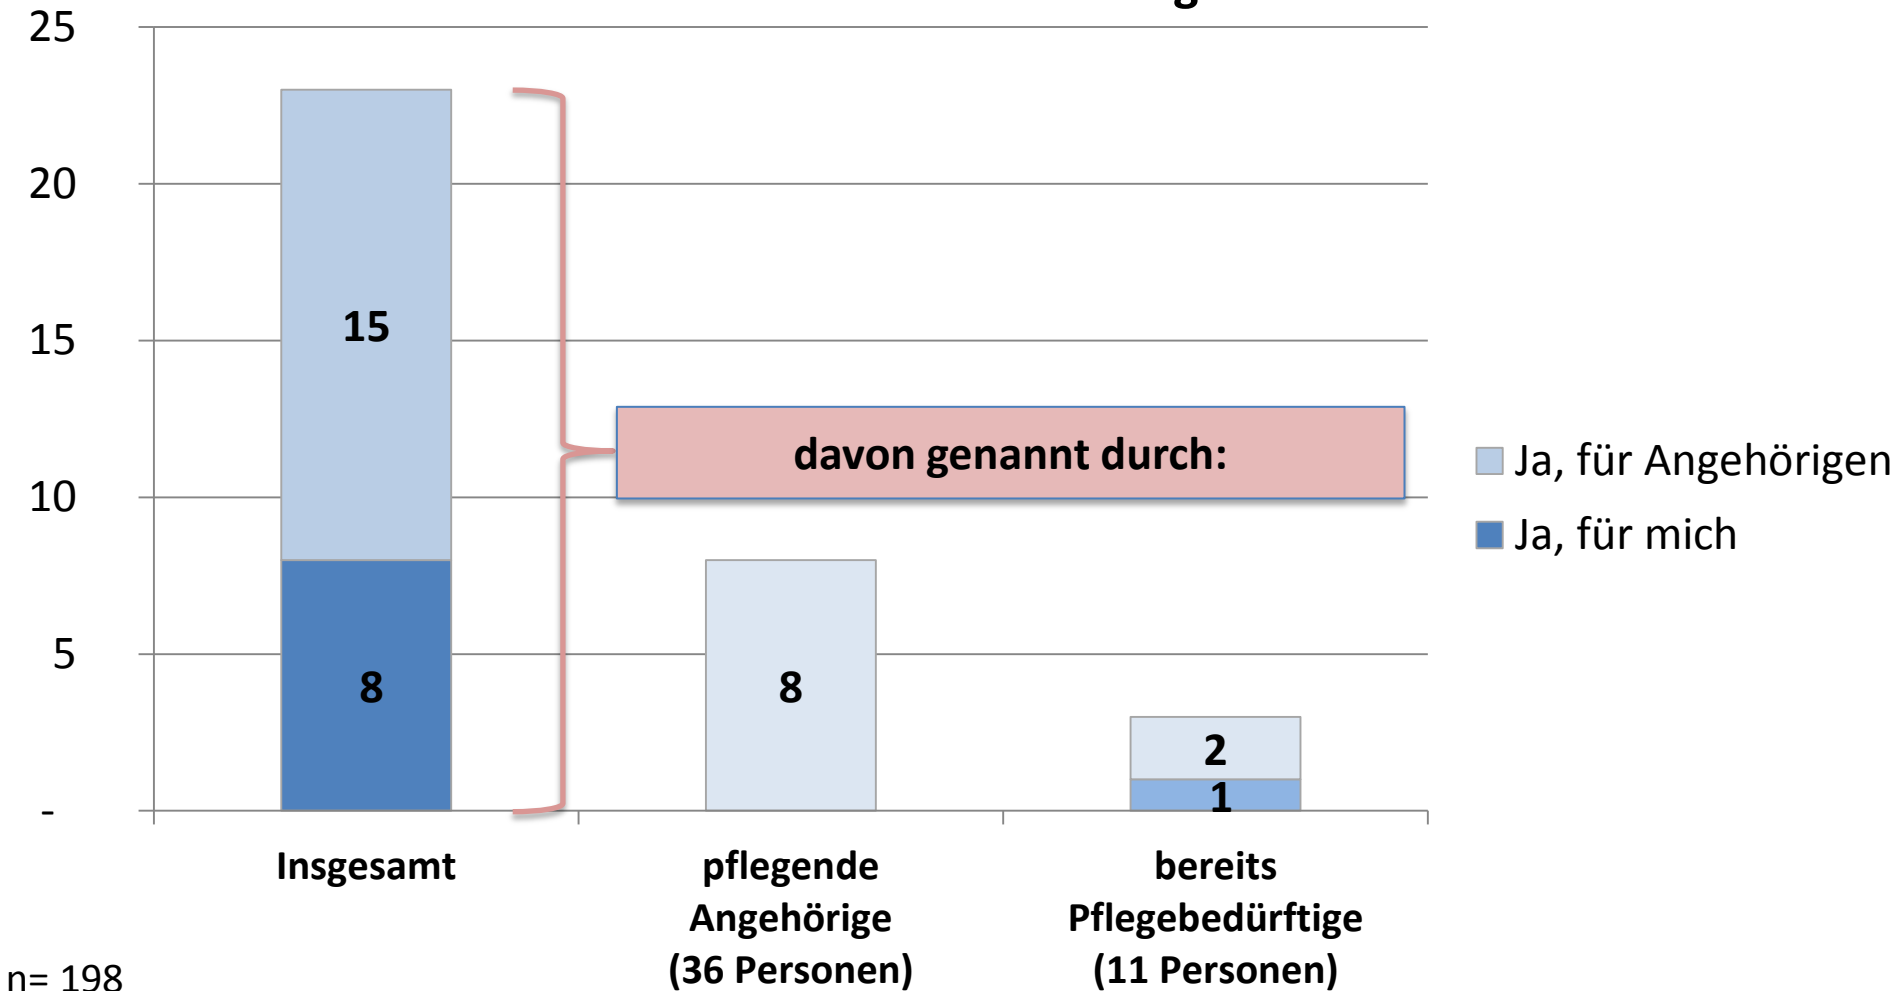 25
20
15
10
5
-
15
8
davon genannt durch:
8
2
1
Ja, für Angehörigen
Ja, für mich
Insgesamt
pflegende
Angehörige
(36 Personen)
bereits
Pflegebedürftige
(11 Personen)
n= 198